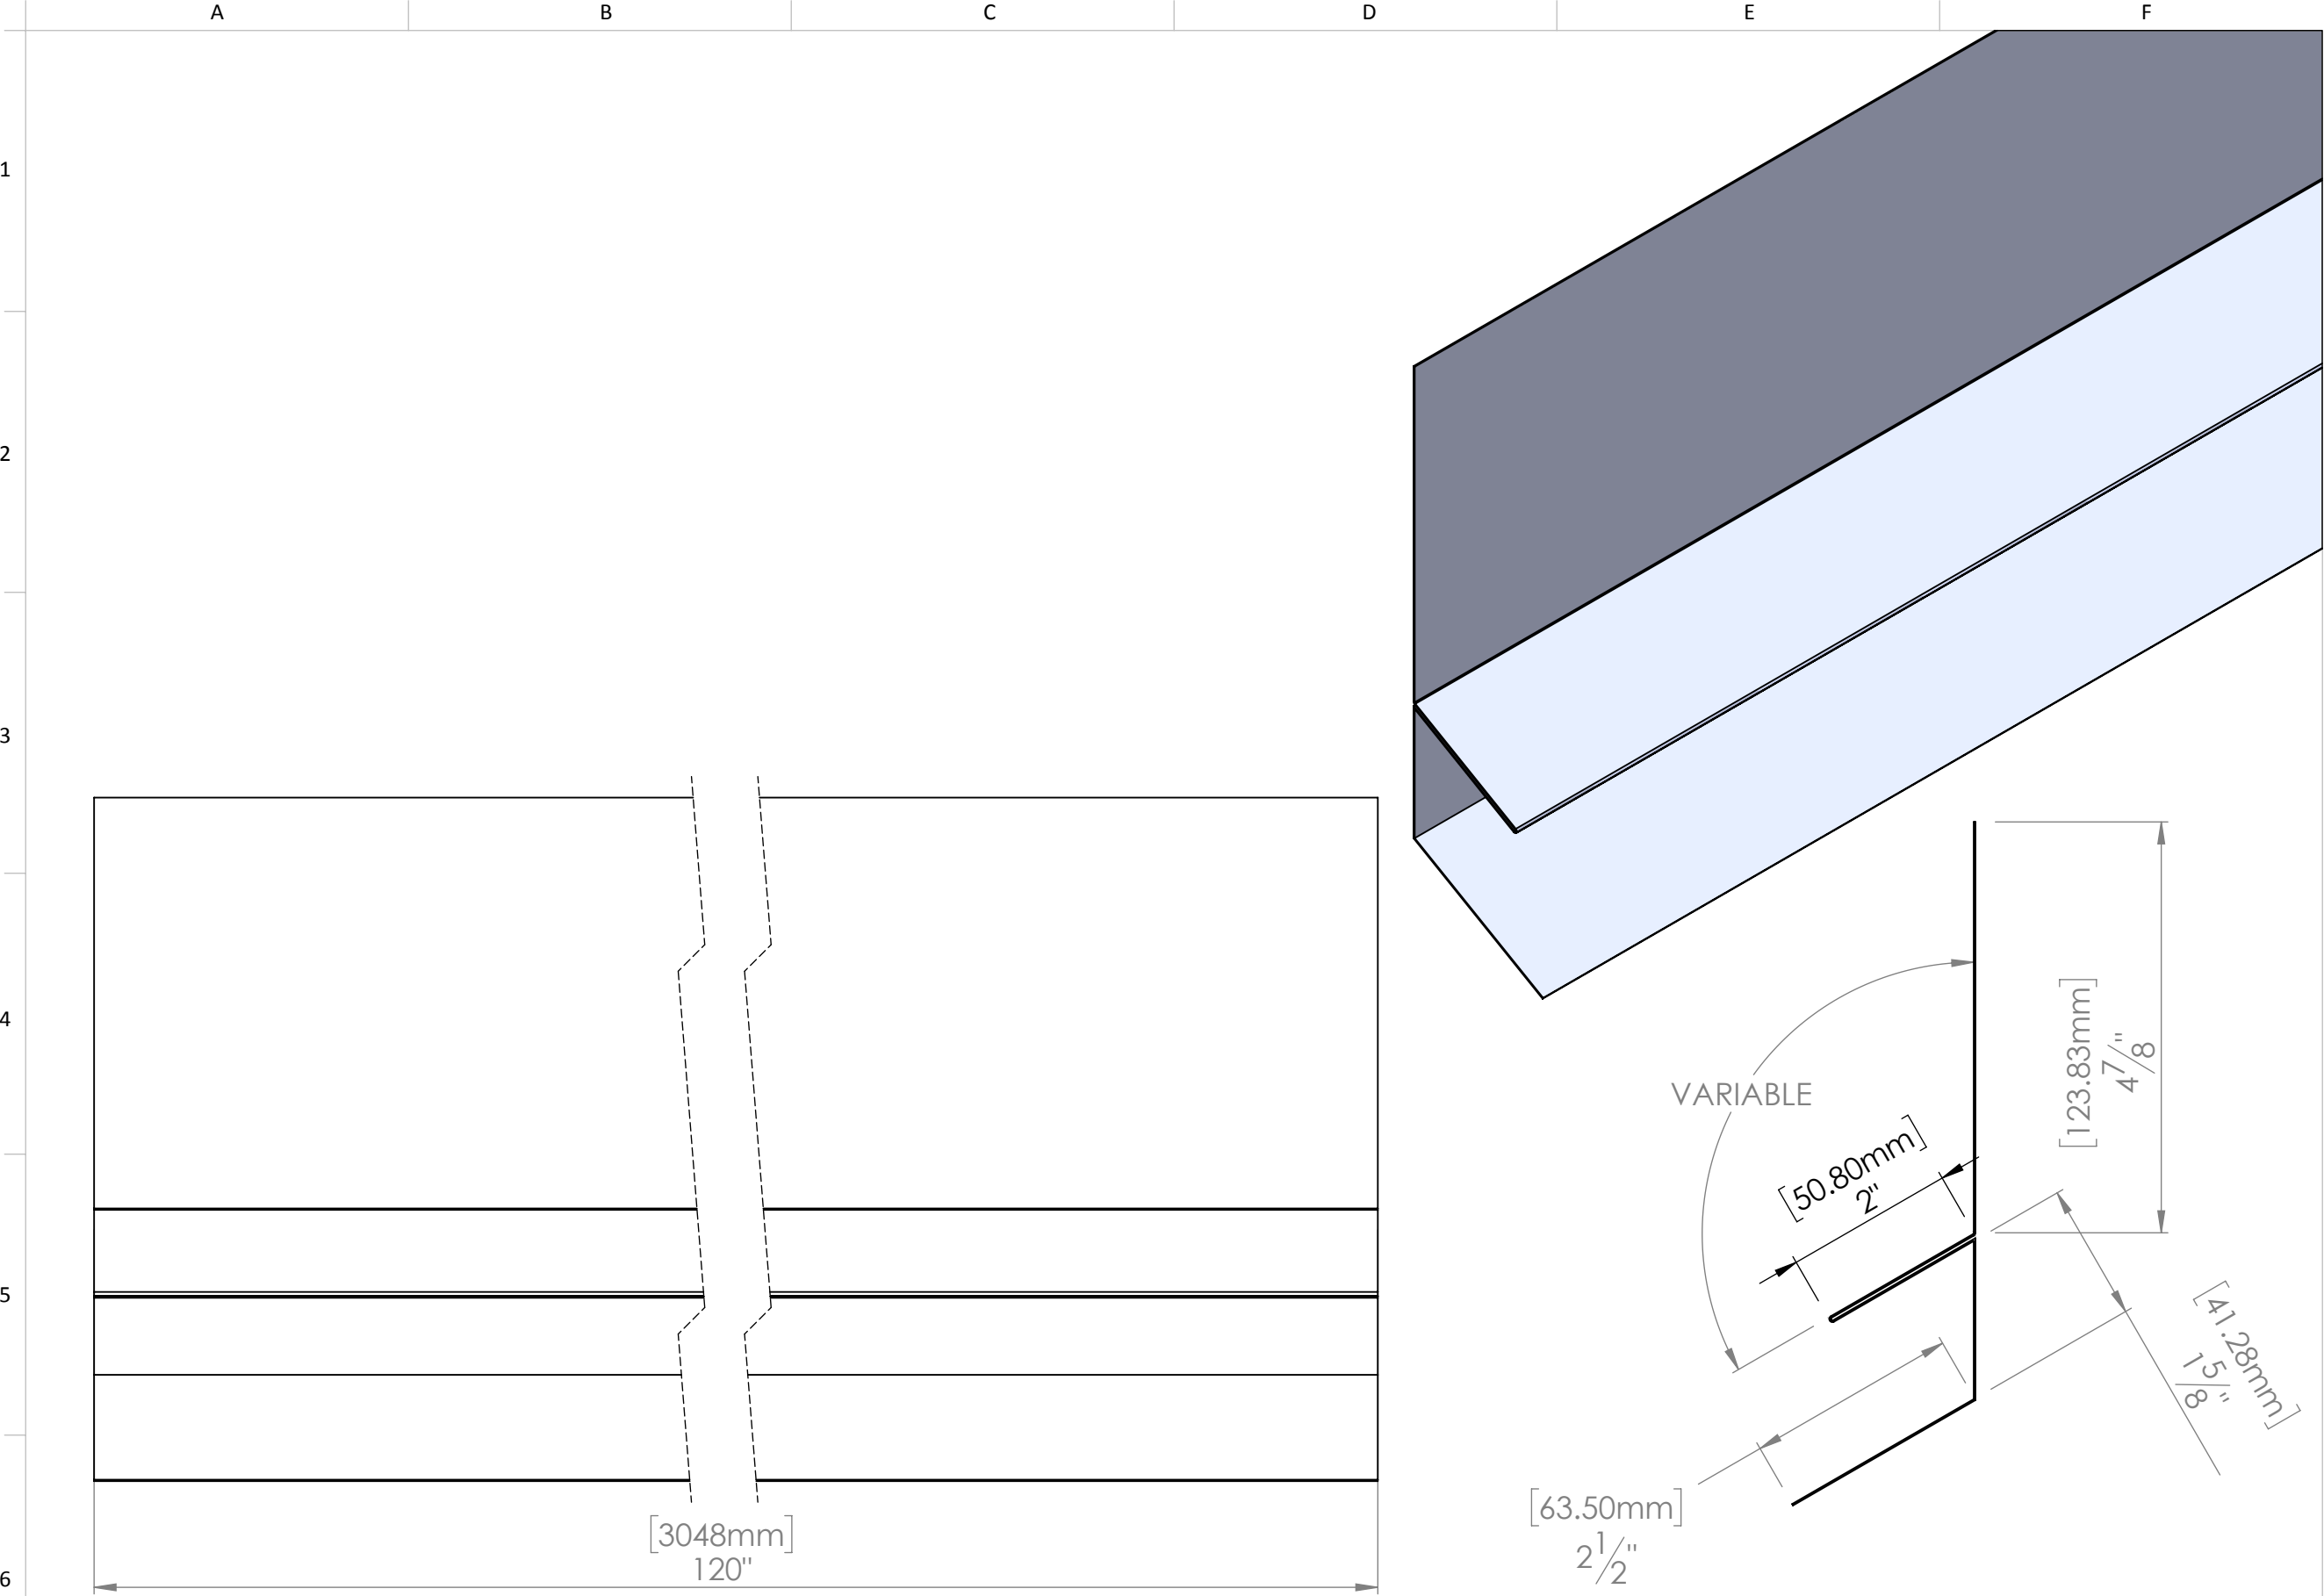 A B C D E F
1
2
3
4
5
6
VARIABLE
[50.80mm]
2"
[123.83mm]
4 7/8"
[41.28mm]
1 5/8"
[63.50mm]
2 1/2"
[3048mm]
120"